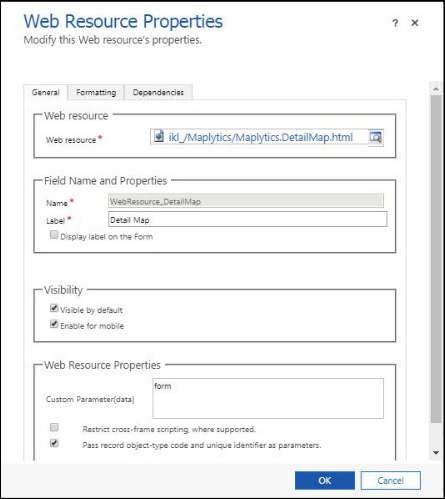 Web Resource Properties
? ×
Modify this Web resource's properties.
General Formatting Dependencies
Web resource
Web resource * ikl_/Maplytics/Maplytics.DetailMap.html
Field Name and Properties
Name * WebResource_DetailMap
Label * Detail Map
Display label on the Form
Visibility
Visible by default
Enable for mobile
Web Resource Properties
Custom Parameter(data) form
Restrict cross-frame scripting, where supported.
Pass record object-type code and unique identifier as parameters.
OK Cancel